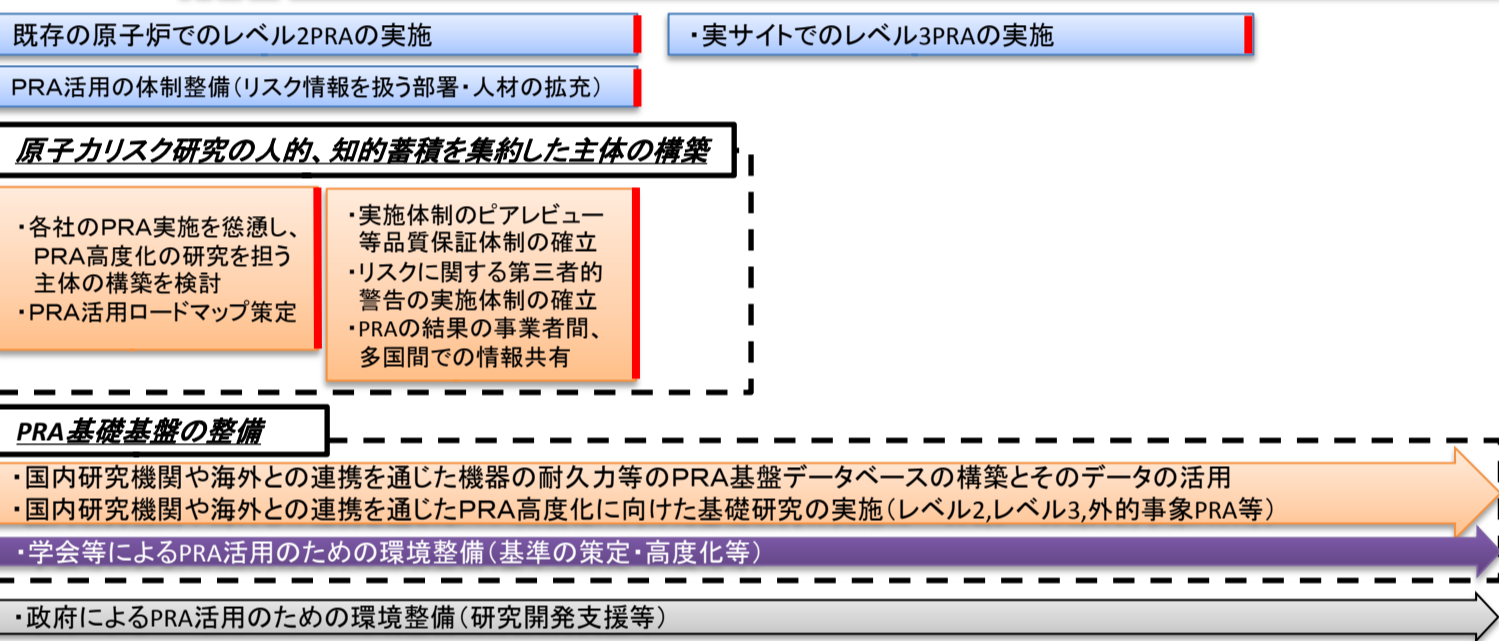 既存の原子炉でのレベル2PRAの実施
・実サイトでのレベル3PRAの実施
PRA活用の体制整備(リスク情報を扱う部署・人材の拡充)
原子力リスク研究の人的、知的蓄積を集約した主体の構築
・各社のPRA実施を慫慂し、
PRA高度化の研究を担う
主体の構築を検討
・PRA活用ロードマップ策定
・実施体制のピアレビュー
等品質保証体制の確立
・リスクに関する第三者的
警告の実施体制の確立
・PRAの結果の事業者間、
多国間での情報共有
PRA基礎基盤の整備
・国内研究機関や海外との連携を通じた機器の耐久力等のPRA基盤データベースの構築とそのデータの活用
・国内研究機関や海外との連携を通じたPRA高度化に向けた基礎研究の実施(レベル2,レベル3,外的事象PRA等)
・学会等によるPRA活用のための環境整備(基準の策定・高度化等)
・政府によるPRA活用のための環境整備(研究開発支援等)